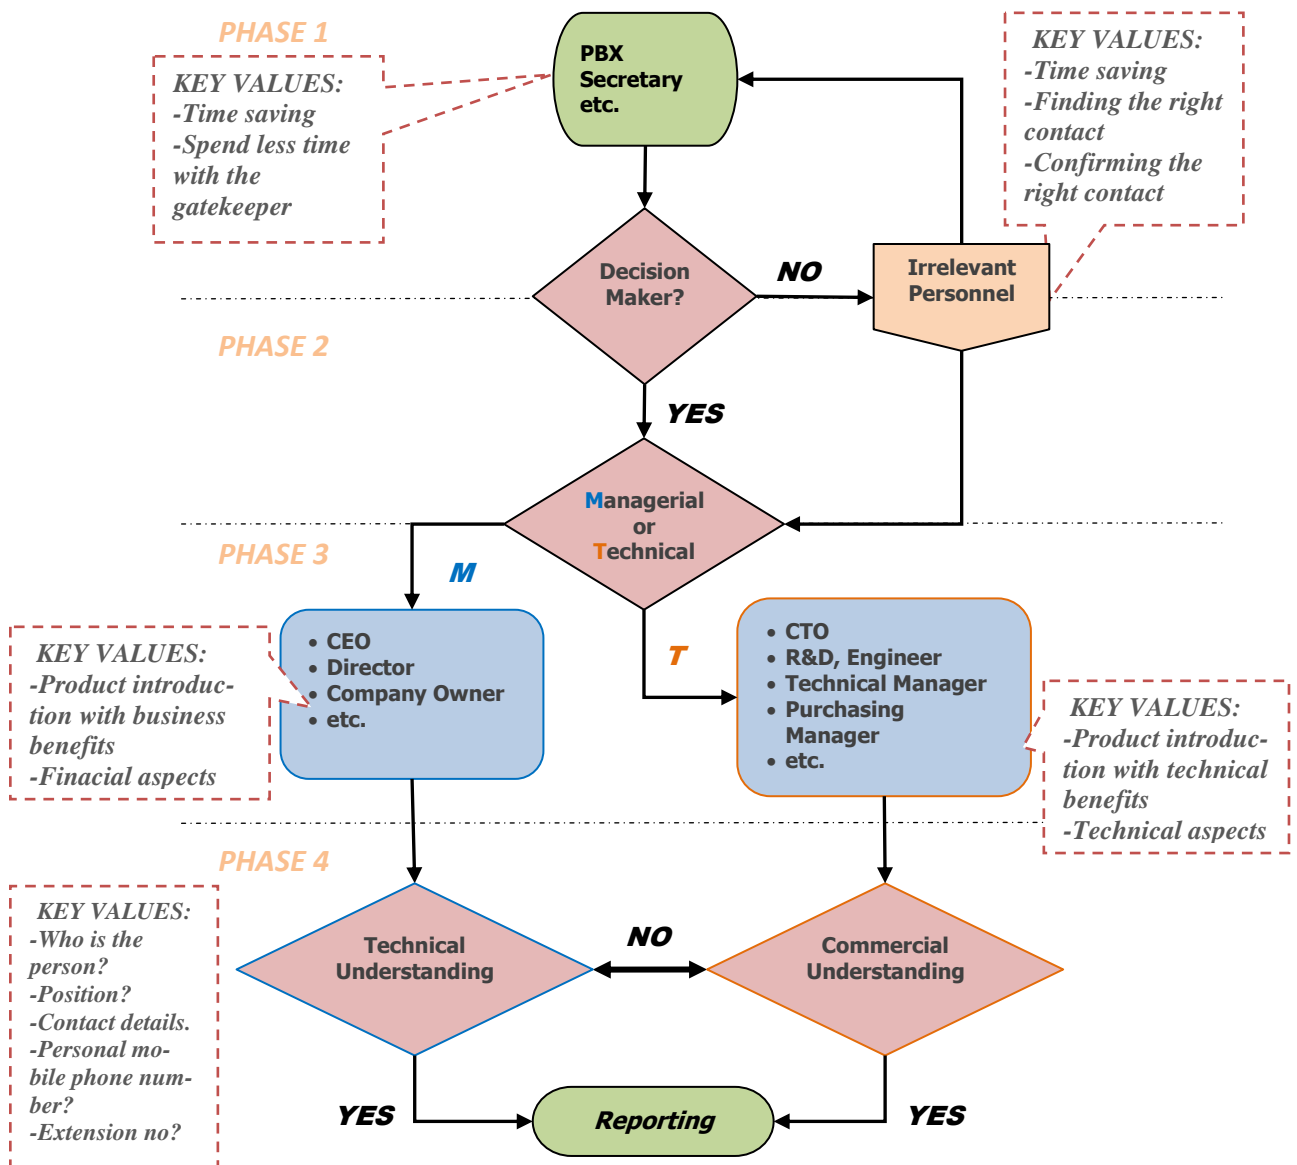 PHASE 1
KEY VALUES:
-Time saving
-Spend less time
with the
gatekeeper
PBX
Secretary
etc.
KEY VALUES:
-Time saving
-Finding the right
contact
-Confirming the
right contact
Decision
Maker?
NO
Irrelevant
Personnel
PHASE 2
YES
Managerial
or
Technical
PHASE 3
M
T
KEY VALUES:
-Product introduc-
tion with business
benefits
-Finacial aspects
• CEO
• Director
• Company Owner
• etc.
• CTO
• R&D, Engineer
• Technical Manager
• Purchasing
Manager
• etc.
KEY VALUES:
-Product introduc-
tion with technical
benefits
-Technical aspects
PHASE 4
KEY VALUES:
-Who is the
person?
-Position?
-Contact details.
-Personal mo-
bile phone num-
ber?
-Extension no?
Technical
Understanding
NO
Commercial
Understanding
YES
Reporting
YES